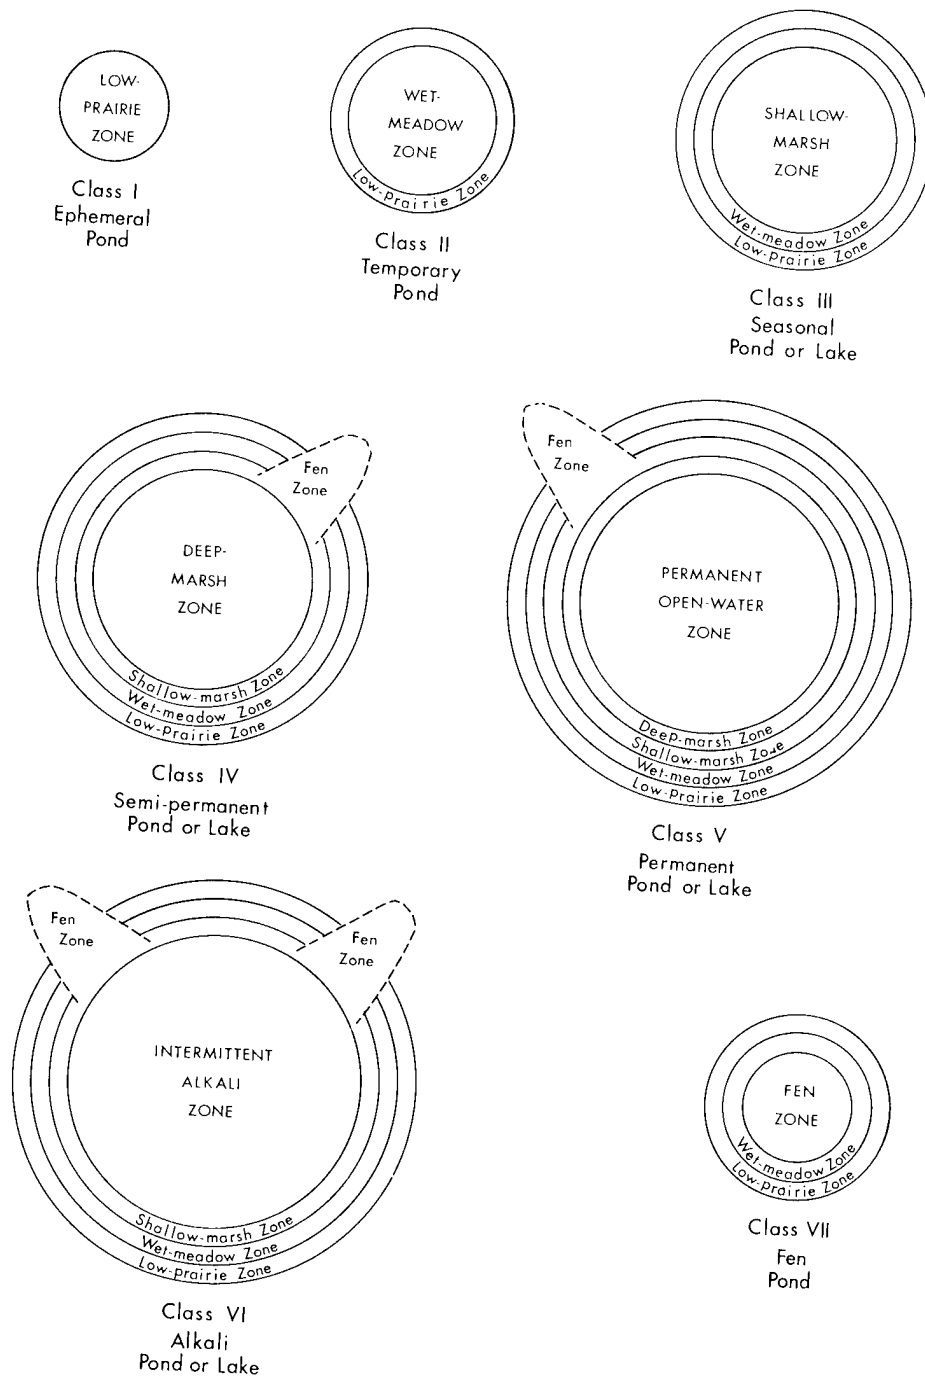 LOW-
PRAIRIE
ZONE
Class I
Ephemeral
Pond
WET-
MEADOW
ZONE
Low-prairie Zone
Class II
Temporary
Pond
SHALLOW-
MARSH
ZONE
Wet-meadow Zone
Low-prairie Zone
Class III
Seasonal
Pond or Lake
Fen
Zone
DEEP-
MARSH
ZONE
Shallow-marsh Zone
Wet-meadow Zone
Low-prairie Zone
Class IV
Semi-permanent
Pond or Lake
Fen
Zone
PERMANENT
OPEN-WATER
ZONE
Deep-marsh Zone
Shallow-marsh Zone
Wet-meadow Zone
Low-prairie Zone
Class V
Permanent
Pond or Lake
Fen
Zone
Fen
Zone
INTERMITTENT
ALKALI
ZONE
Shallow-marsh Zone
Wet-meadow Zone
Low-prairie Zone
Class VI
Alkali
Pond or Lake
FEN
ZONE
Wet-meadow Zone
Low-prairie Zone
Class VII
Fen
Pond